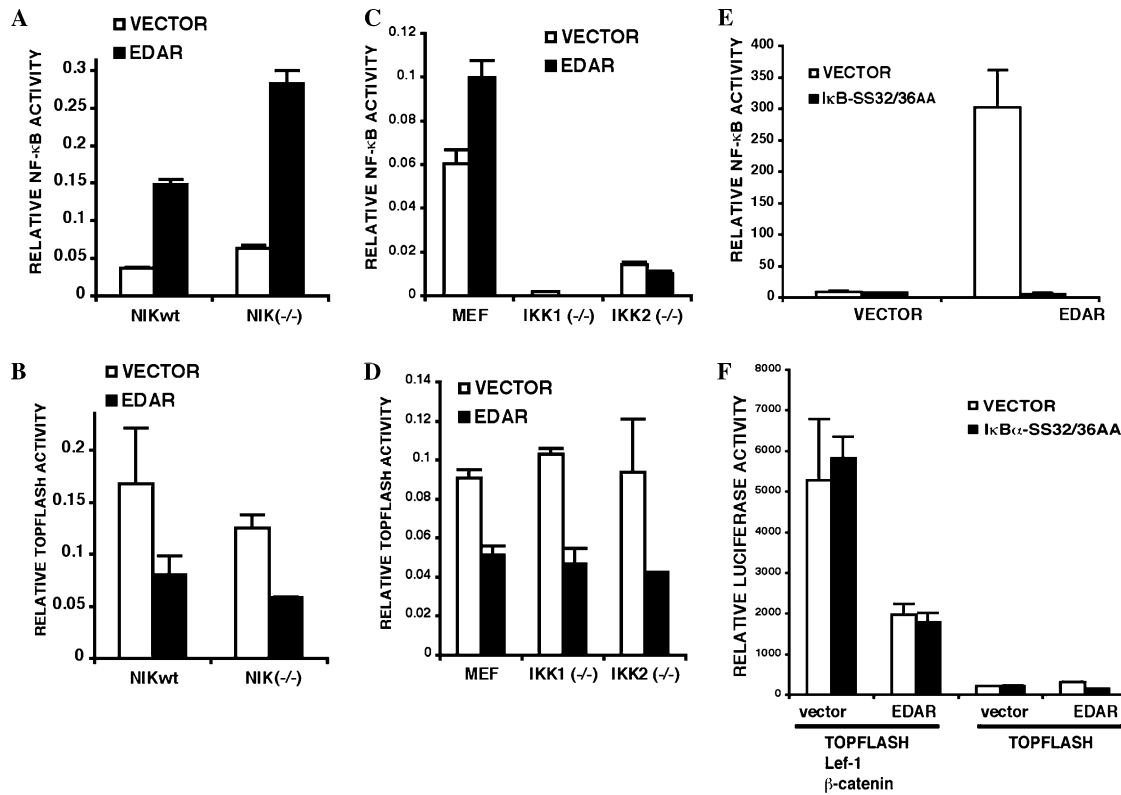 A
VECTOR
EDAR
RELATIVE NF-κB ACTIVITY
0.3
0.25
0.2
0.15
0.1
0.05
0
NIKwt
NIK(-/-)
B
VECTOR
EDAR
RELATIVE TOPFLASH ACTIVITY
0.2
0.15
0.1
0.05
0
NIKwt
NIK(-/-)
C
VECTOR
EDAR
RELATIVE NF-κB ACTIVITY
0.12
0.1
0.08
0.06
0.04
0.02
0
MEF
IKK1 (-/-)
IKK2 (-/-)
D
VECTOR
EDAR
RELATIVE TOPFLASH ACTIVITY
0.14
0.12
0.1
0.08
0.06
0.04
0.02
0
MEF
IKK1 (-/-)
IKK2 (-/-)
E
VECTOR
IκB-SS32/36AA
RELATIVE NF-κB ACTIVITY
400
350
300
250
200
150
100
50
0
VECTOR
EDAR
F
VECTOR
IκBα-SS32/36AA
RELATIVE LUCIFERASE ACTIVITY
8000
7000
6000
5000
4000
3000
2000
1000
0
vector
EDAR
vector
EDAR
TOPFLASH
Lef-1
β-catenin
TOPFLASH